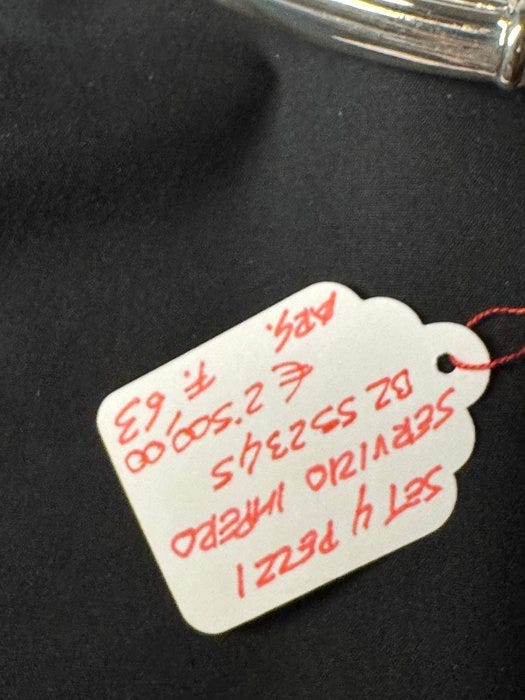 SET 4 PEZZI
SERVIZIO IMPERO
BZ 552345
€ 2'500,00
ARG. F. 63